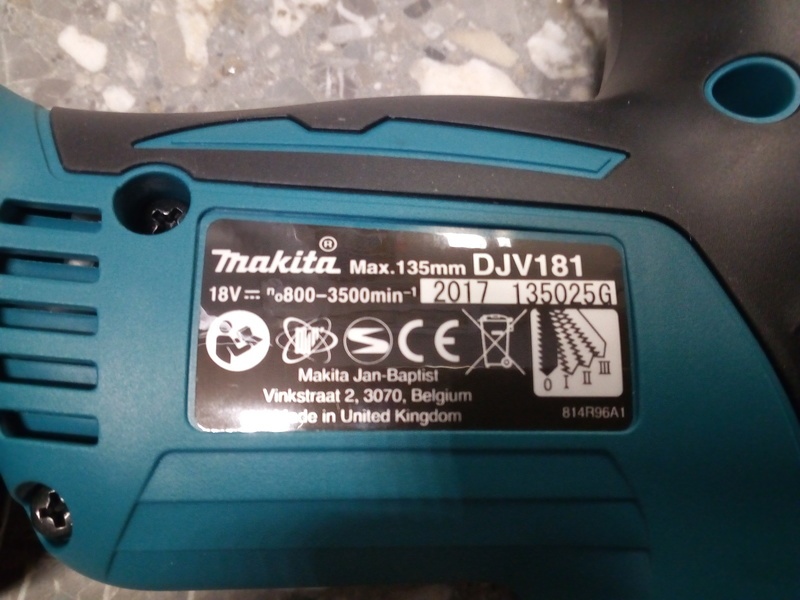 makita® Max.135mm DJV181
18V⎓ n₀800-3500min⁻¹ 2017 135025G
CE
0 I II III
Makita Jan-Baptist
Vinkstraat 2, 3070, Belgium
Made in United Kingdom
814R96A1